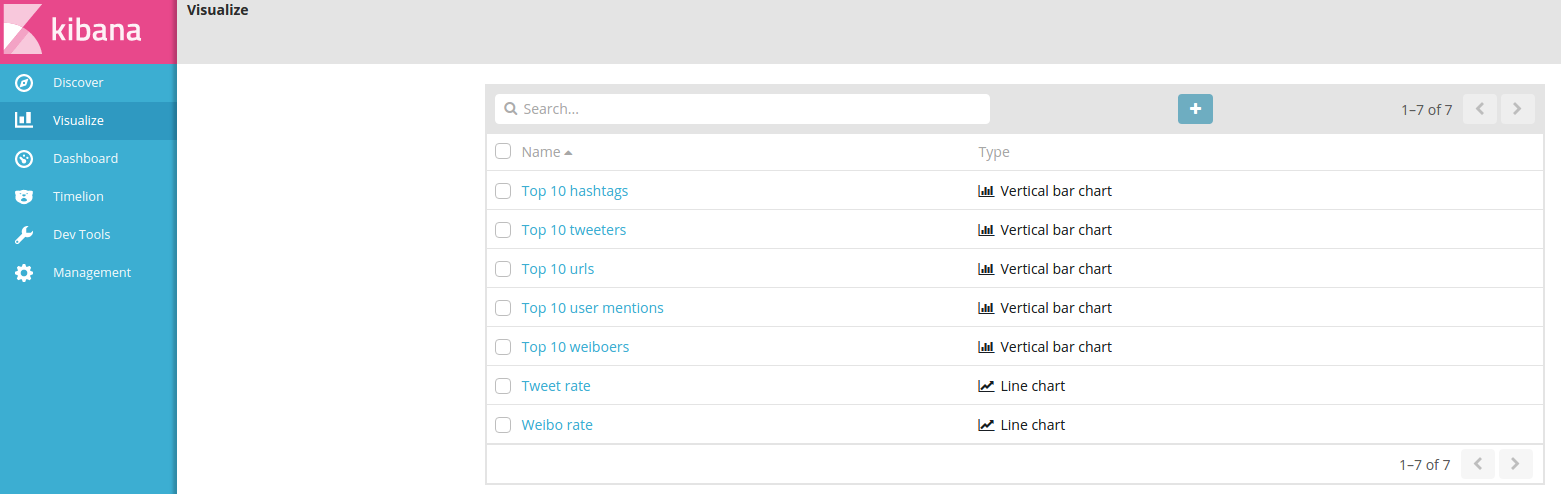 kibana
Discover
Visualize
Dashboard
Timelion
Dev Tools
Management
Visualize
Search...
1–7 of 7
Name Type
Top 10 hashtags Vertical bar chart
Top 10 tweeters Vertical bar chart
Top 10 urls Vertical bar chart
Top 10 user mentions Vertical bar chart
Top 10 weiboers Vertical bar chart
Tweet rate Line chart
Weibo rate Line chart
1–7 of 7